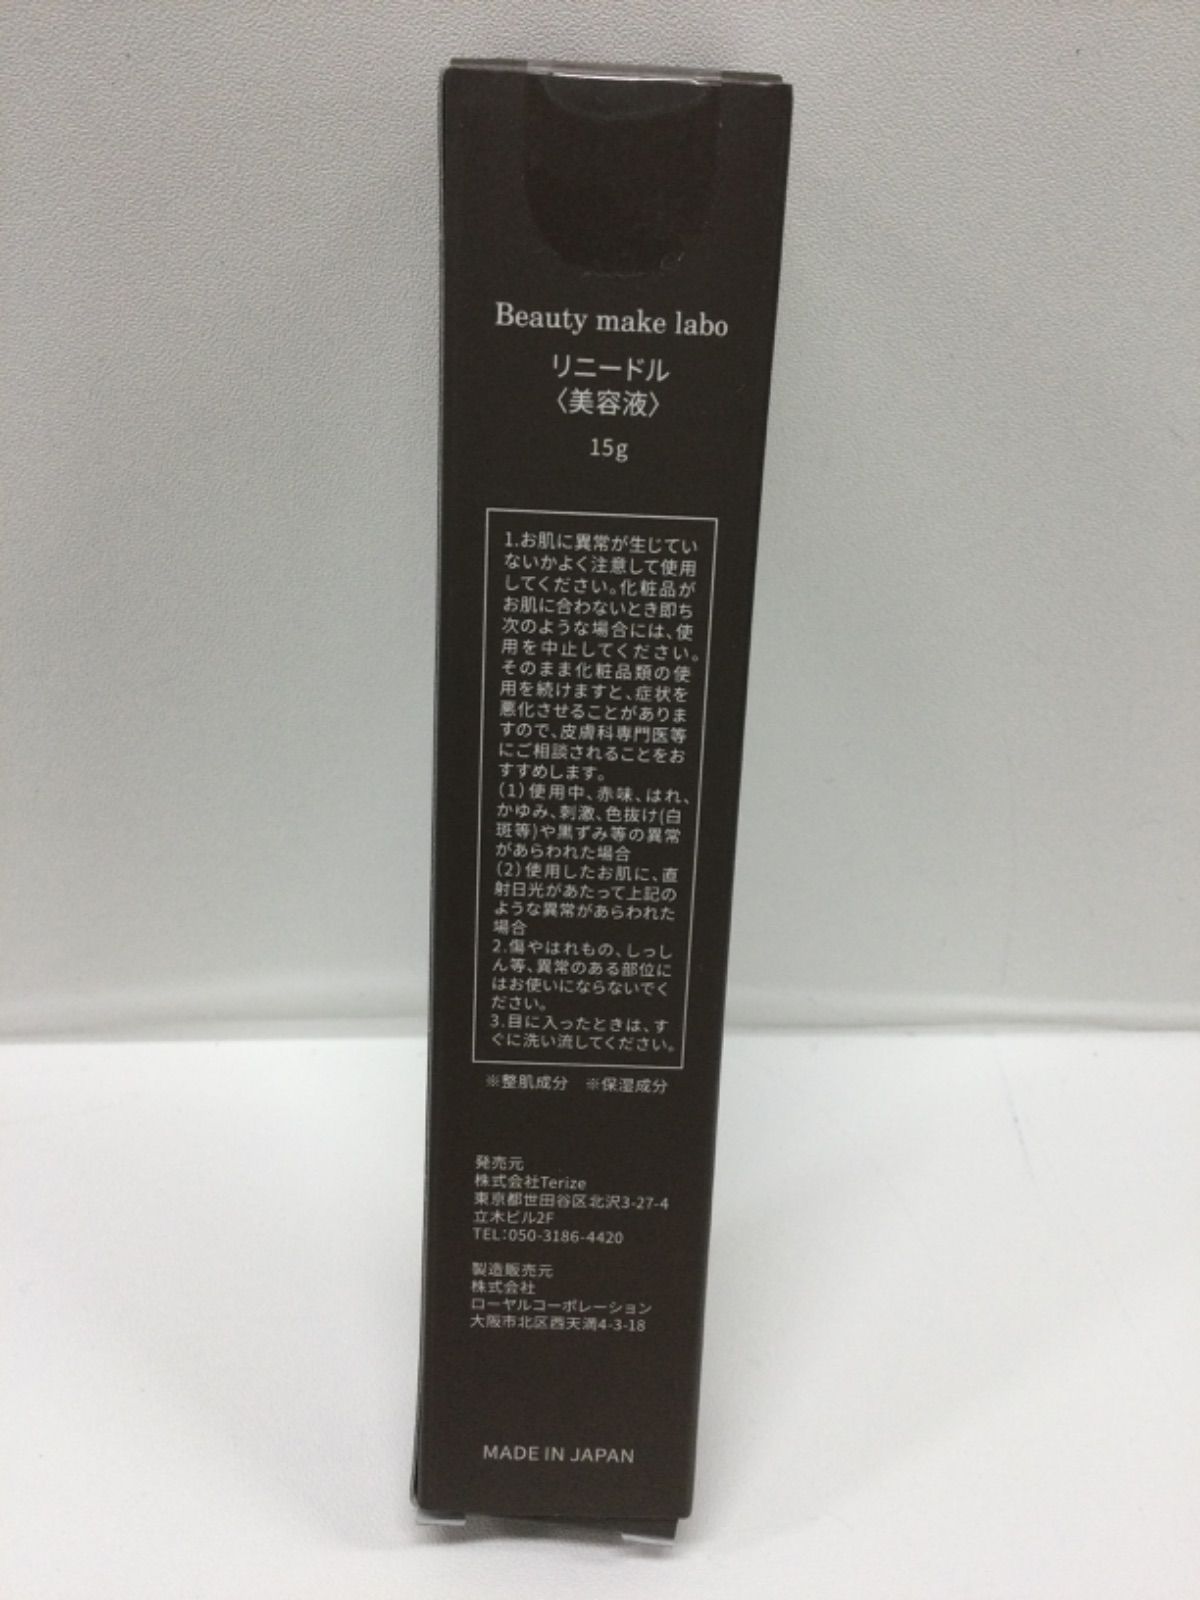 Beauty make labo
リニードル
〈美容液〉
15g
1.お肌に異常が生じてい
ないかよく注意して使用
してください。化粧品が
お肌に合わないとき即ち
次のような場合には、使
用を中止してください。
そのまま化粧品類の使
用を続けますと、症状を
悪化させることがありま
すので、皮膚科専門医等
にご相談されることをお
すすめします。
(1)使用中、赤味、はれ、
かゆみ、刺激、色抜け(白
斑等)や黒ずみ等の異常
があらわれた場合
(2)使用したお肌に、直
射日光があたって上記の
ような異常があらわれた
場合
2.傷やはれもの、しっし
ん等、異常のある部位に
はお使いにならないでく
ださい。
3.目に入ったときは、す
ぐに洗い流してください。
※整肌成分　※保湿成分
発売元
株式会社Terize
東京都世田谷区北沢3-27-4
立木ビル2F
TEL:050-3186-4420
製造販売元
株式会社
ローヤルコーポレーション
大阪市北区西天満4-3-18
MADE IN JAPAN